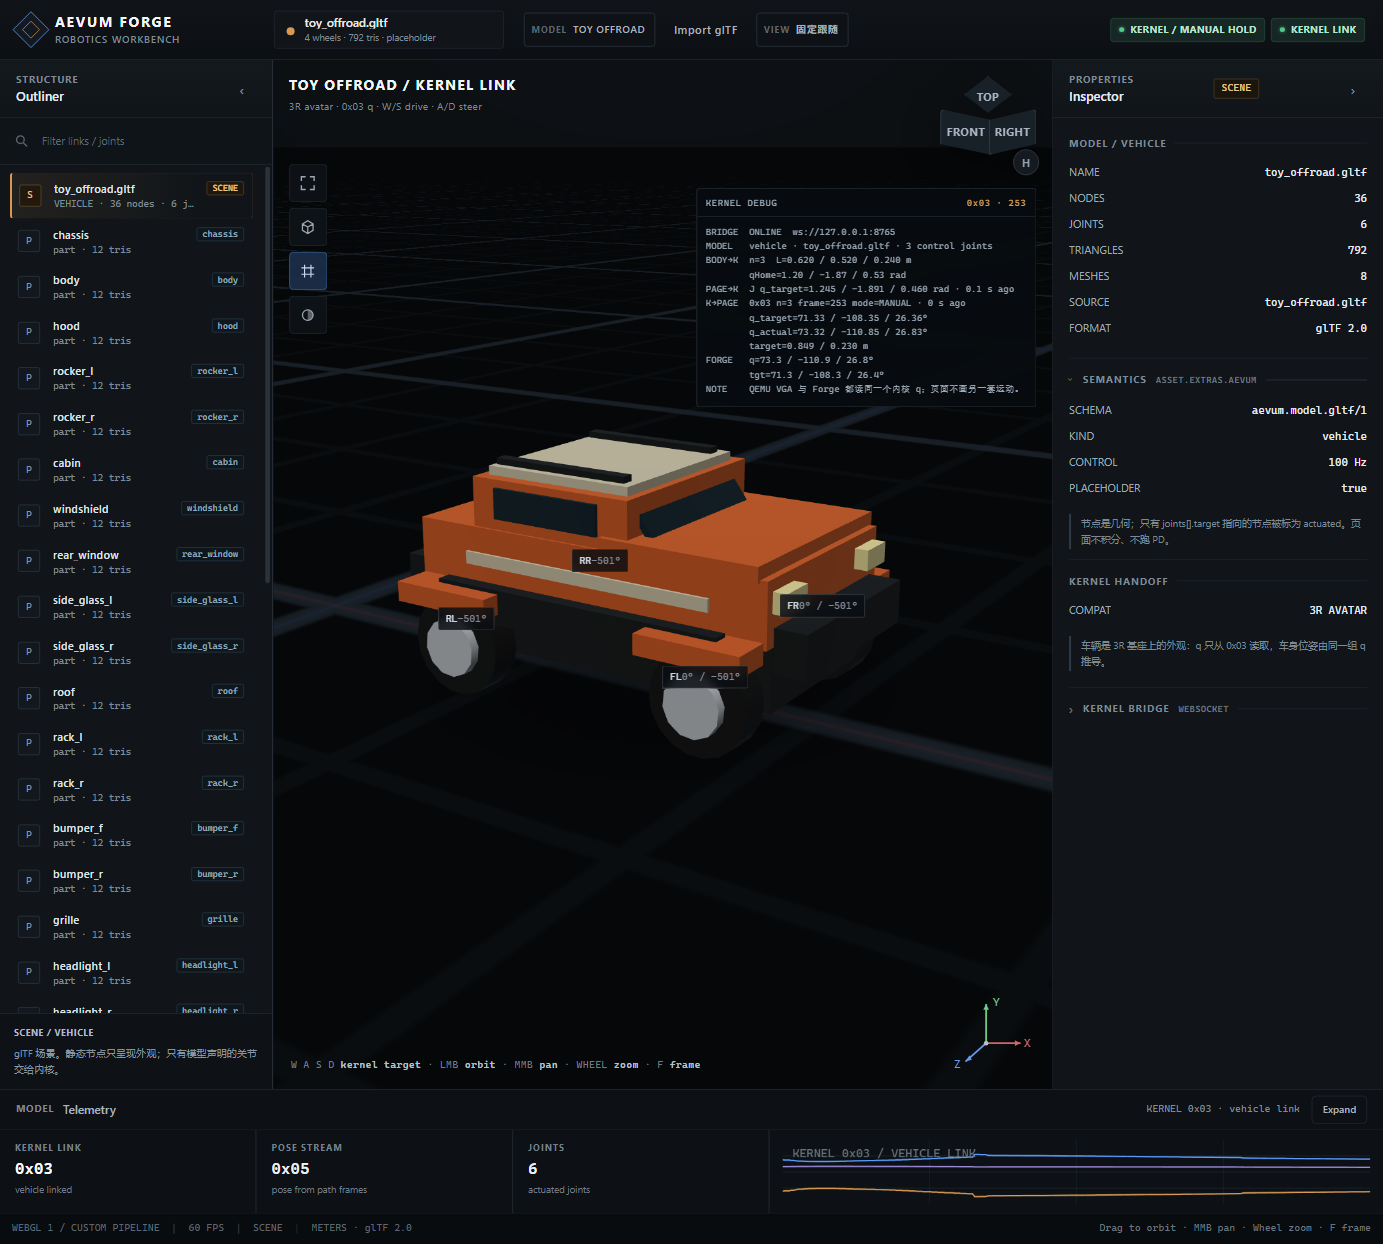 AEVUM FORGE
ROBOTICS WORKBENCH
toy_offroad.gltf
4 wheels · 792 tris · placeholder
MODEL TOY OFFROAD
Import glTF
VIEW 固定跟随
KERNEL / MANUAL HOLD
KERNEL LINK
STRUCTURE
Outliner
‹
Filter links / joints
S
toy_offroad.gltf
SCENE
VEHICLE · 36 nodes · 6 j…
P
chassis
chassis
part · 12 tris
P
body
body
part · 12 tris
P
hood
hood
part · 12 tris
P
rocker_l
rocker_l
part · 12 tris
P
rocker_r
rocker_r
part · 12 tris
P
cabin
cabin
part · 12 tris
P
windshield
windshield
part · 12 tris
P
rear_window
rear_window
part · 12 tris
P
side_glass_l
side_glass_l
part · 12 tris
P
side_glass_r
side_glass_r
part · 12 tris
P
roof
roof
part · 12 tris
P
rack_l
rack_l
part · 12 tris
P
rack_r
rack_r
part · 12 tris
P
bumper_f
bumper_f
part · 12 tris
P
bumper_r
bumper_r
part · 12 tris
P
grille
grille
part · 12 tris
P
headlight_l
headlight_l
part · 12 tris
headlight_r
headlight_r
SCENE / VEHICLE
glTF 场景。静态节点只呈现外观；只有模型声明的关节
交给内核。
TOY OFFROAD / KERNEL LINK
3R avatar · 0x03 q · W/S drive · A/D steer
TOP
FRONT
RIGHT
H
KERNEL DEBUG
0x03 · 253
BRIDGE ONLINE ws://127.0.0.1:8765
MODEL vehicle · toy_offroad.gltf · 3 control joints
BODY→K n=3 L=0.620 / 0.520 / 0.240 m
qHome=1.20 / -1.87 / 0.53 rad
PAGE→K J q_target=1.245 / -1.891 / 0.460 rad · 0.1 s ago
K→PAGE 0x03 n=3 frame=253 mode=MANUAL · 0 s ago
q_target=71.33 / -108.35 / 26.36°
q_actual=73.32 / -110.85 / 26.83°
target=0.849 / 0.230 m
FORGE q=73.3 / -110.9 / 26.8°
tgt=71.3 / -108.3 / 26.4°
NOTE QEMU VGA 与 Forge 都读同一个内核 q；页面不画另一套运动。
RR-501°
RL-501°
FR0° / -501°
FL0° / -501°
Y
X
Z
W A S D kernel target · LMB orbit · MMB pan · WHEEL zoom · F frame
PROPERTIES
Inspector
SCENE
›
MODEL / VEHICLE
NAME toy_offroad.gltf
NODES 36
JOINTS 6
TRIANGLES 792
MESHES 8
SOURCE toy_offroad.gltf
FORMAT glTF 2.0
SEMANTICS ASSET.EXTRAS.AEVUM
SCHEMA aevum.model.gltf/1
KIND vehicle
CONTROL 100 Hz
PLACEHOLDER true
节点是几何；只有 joints[].target 指向的节点被标为 actuated。页
面不积分、不跑 PD。
KERNEL HANDOFF
COMPAT 3R AVATAR
车辆是 3R 基座上的外观：q 只从 0x03 读取，车身位姿由同一组 q
推导。
› KERNEL BRIDGE WEBSOCKET
MODEL Telemetry
KERNEL 0x03 · vehicle link
Expand
KERNEL LINK
0x03
vehicle linked
POSE STREAM
0x05
pose from path frames
JOINTS
6
actuated joints
KERNEL 0x03 / VEHICLE LINK
WEBGL 1 / CUSTOM PIPELINE | 60 FPS | SCENE | METERS · glTF 2.0
Drag to orbit · MMB pan · Wheel zoom · F frame